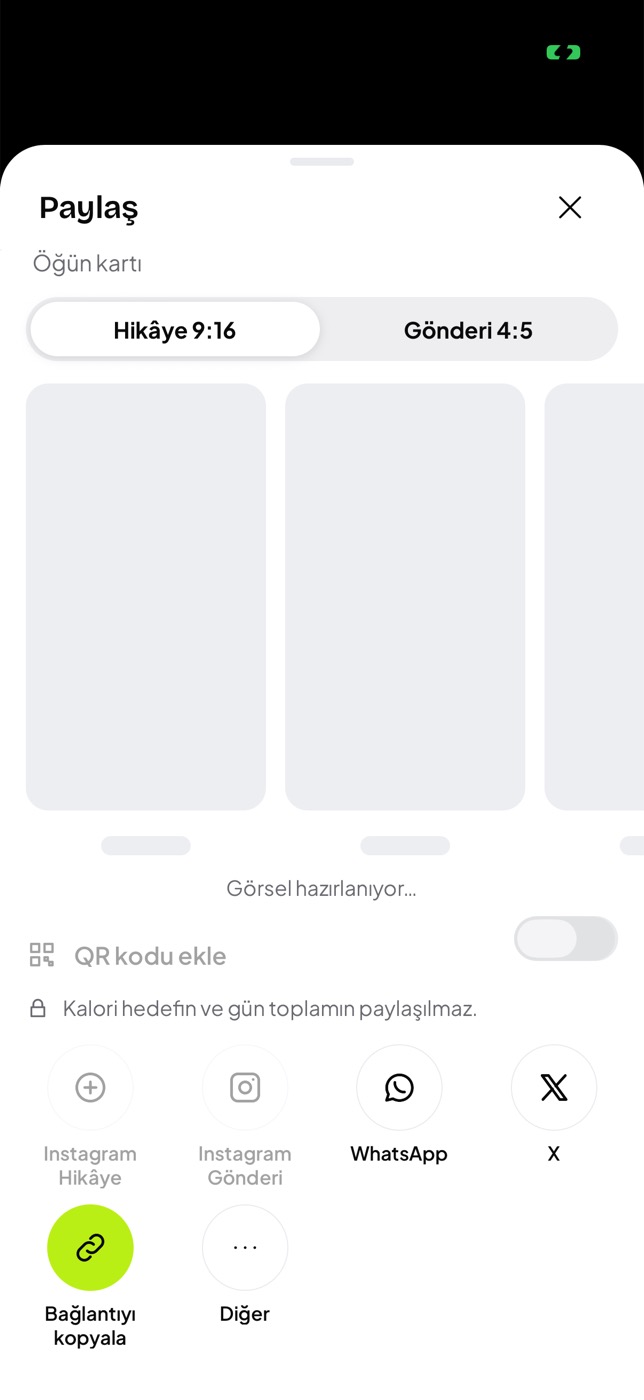 Paylaş
Öğün kartı
Hikâye 9:16
Gönderi 4:5
Görsel hazırlanıyor...
QR kodu ekle
Kalori hedefin ve gün toplamın paylaşılmaz.
Instagram
Hikâye
Instagram
Gönderi
WhatsApp
X
Bağlantıyı
kopyala
Diğer